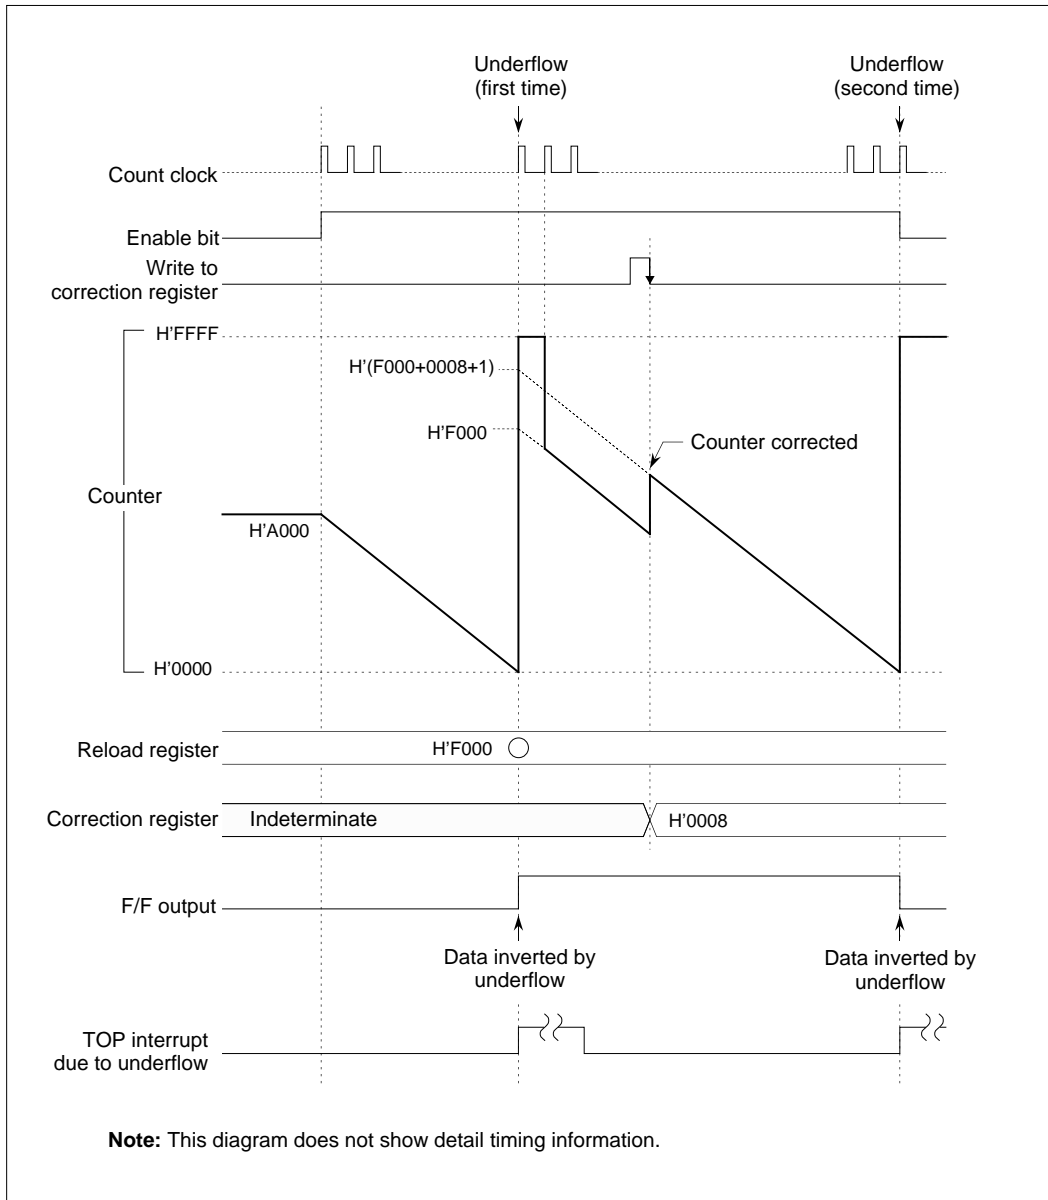 Underflow
(first time)
Underflow
(second time)
Count clock
Enable bit
Write to
correction register
H'FFFF
H'(F000+0008+1)
H'F000
Counter corrected
Counter
H'A000
H'0000
Reload register
H'F000
Correction register
Indeterminate
H'0008
F/F output
Data inverted by
underflow
Data inverted by
underflow
TOP interrupt
due to underflow
Note: This diagram does not show detail timing information.